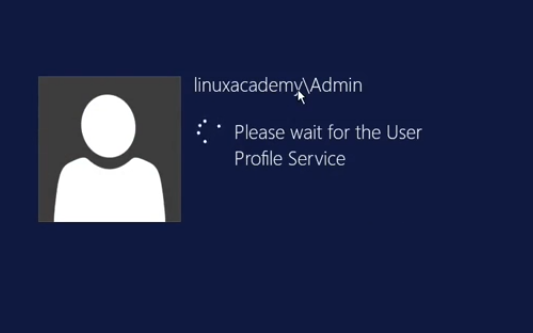 linuxacademy\Admin
Please wait for the User
Profile Service